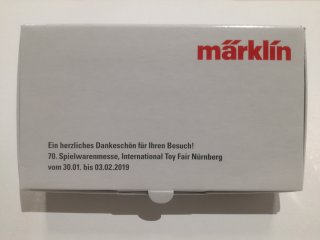 märklin
Ein herzliches Dankeschön für Ihren Besuch!
70. Spielwarenmesse, International Toy Fair Nürnberg
vom 30.01. bis 03.02.2019